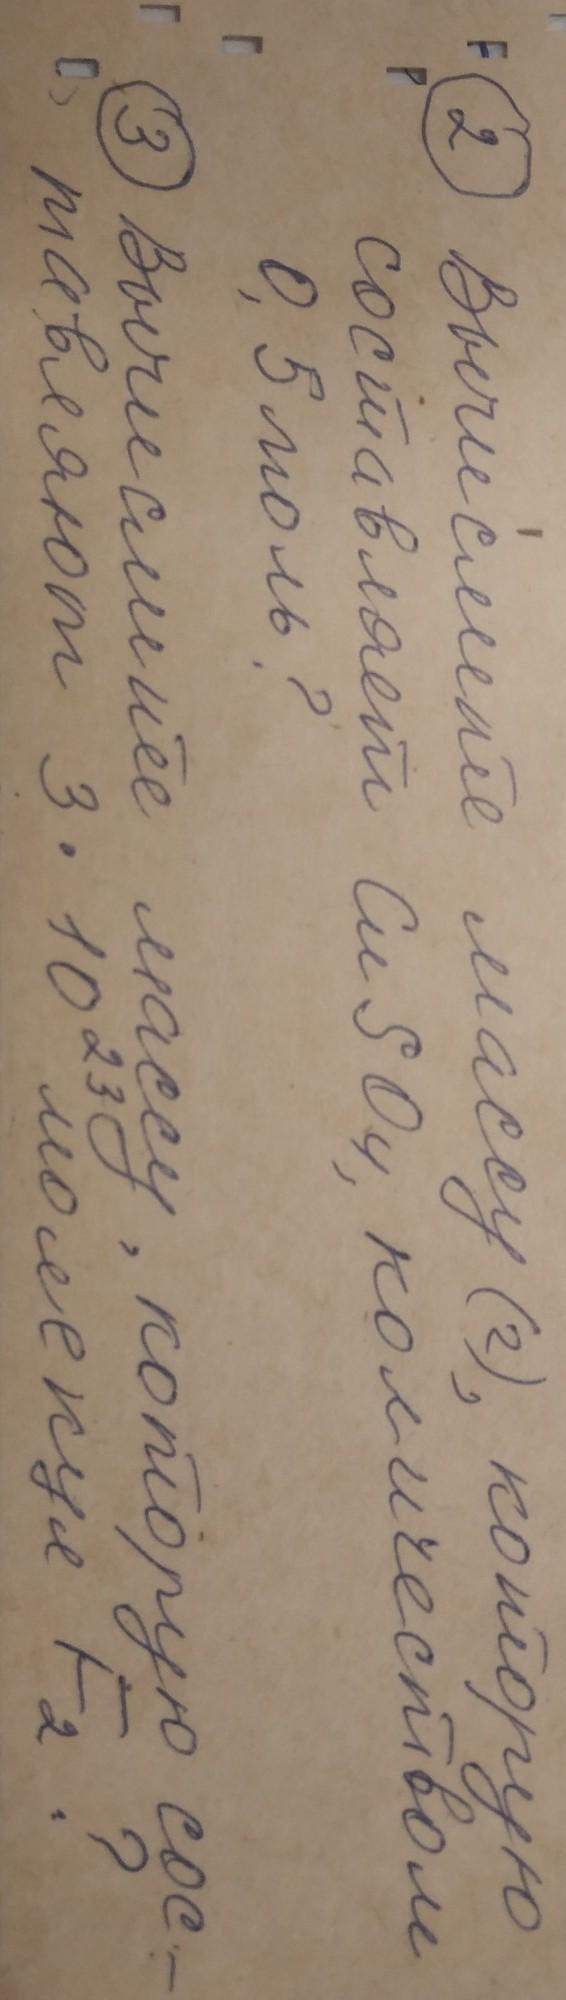 2 Вычислите массу (г), которую
составляет CuSO4, количеством
0,5 моль?
3 Вычислите массу, которую сос-
тавляют 3 · 10²³ молекул F2.?